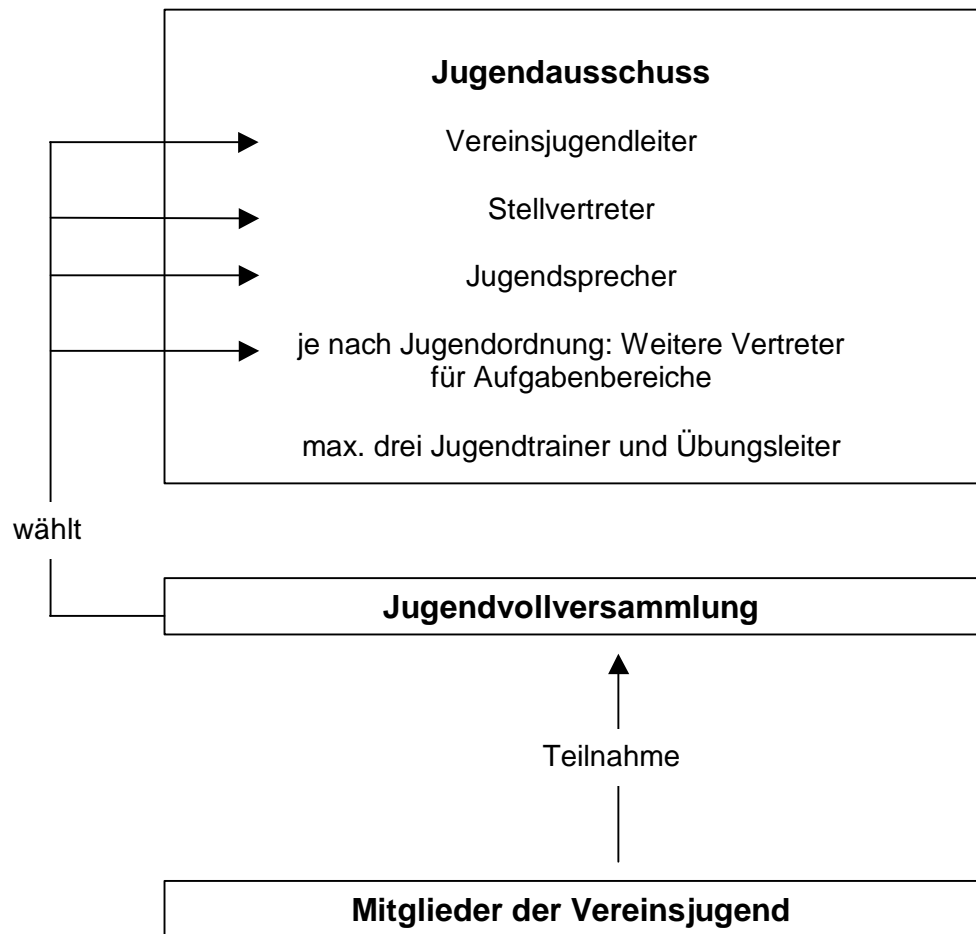 Jugendausschuss
Vereinsjugendleiter
Stellvertreter
Jugendsprecher
je nach Jugendordnung: Weitere Vertreter
für Aufgabenbereiche
max. drei Jugendtrainer und Übungsleiter
wählt
Jugendvollversammlung
Teilnahme
Mitglieder der Vereinsjugend